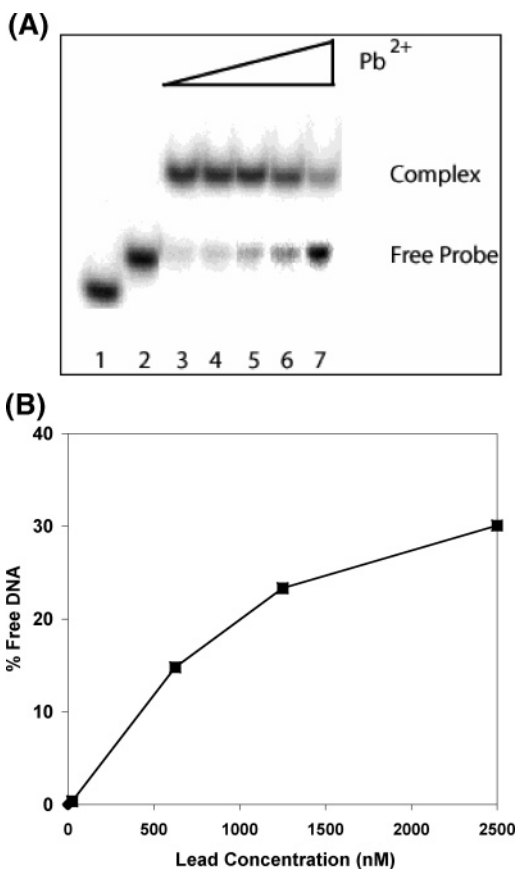 (A)
Pb2+
Complex
Free Probe
1 2 3 4 5 6 7
(B)
40
30
20
10
0
% Free DNA
0 500 1000 1500 2000 2500
Lead Concentration (nM)